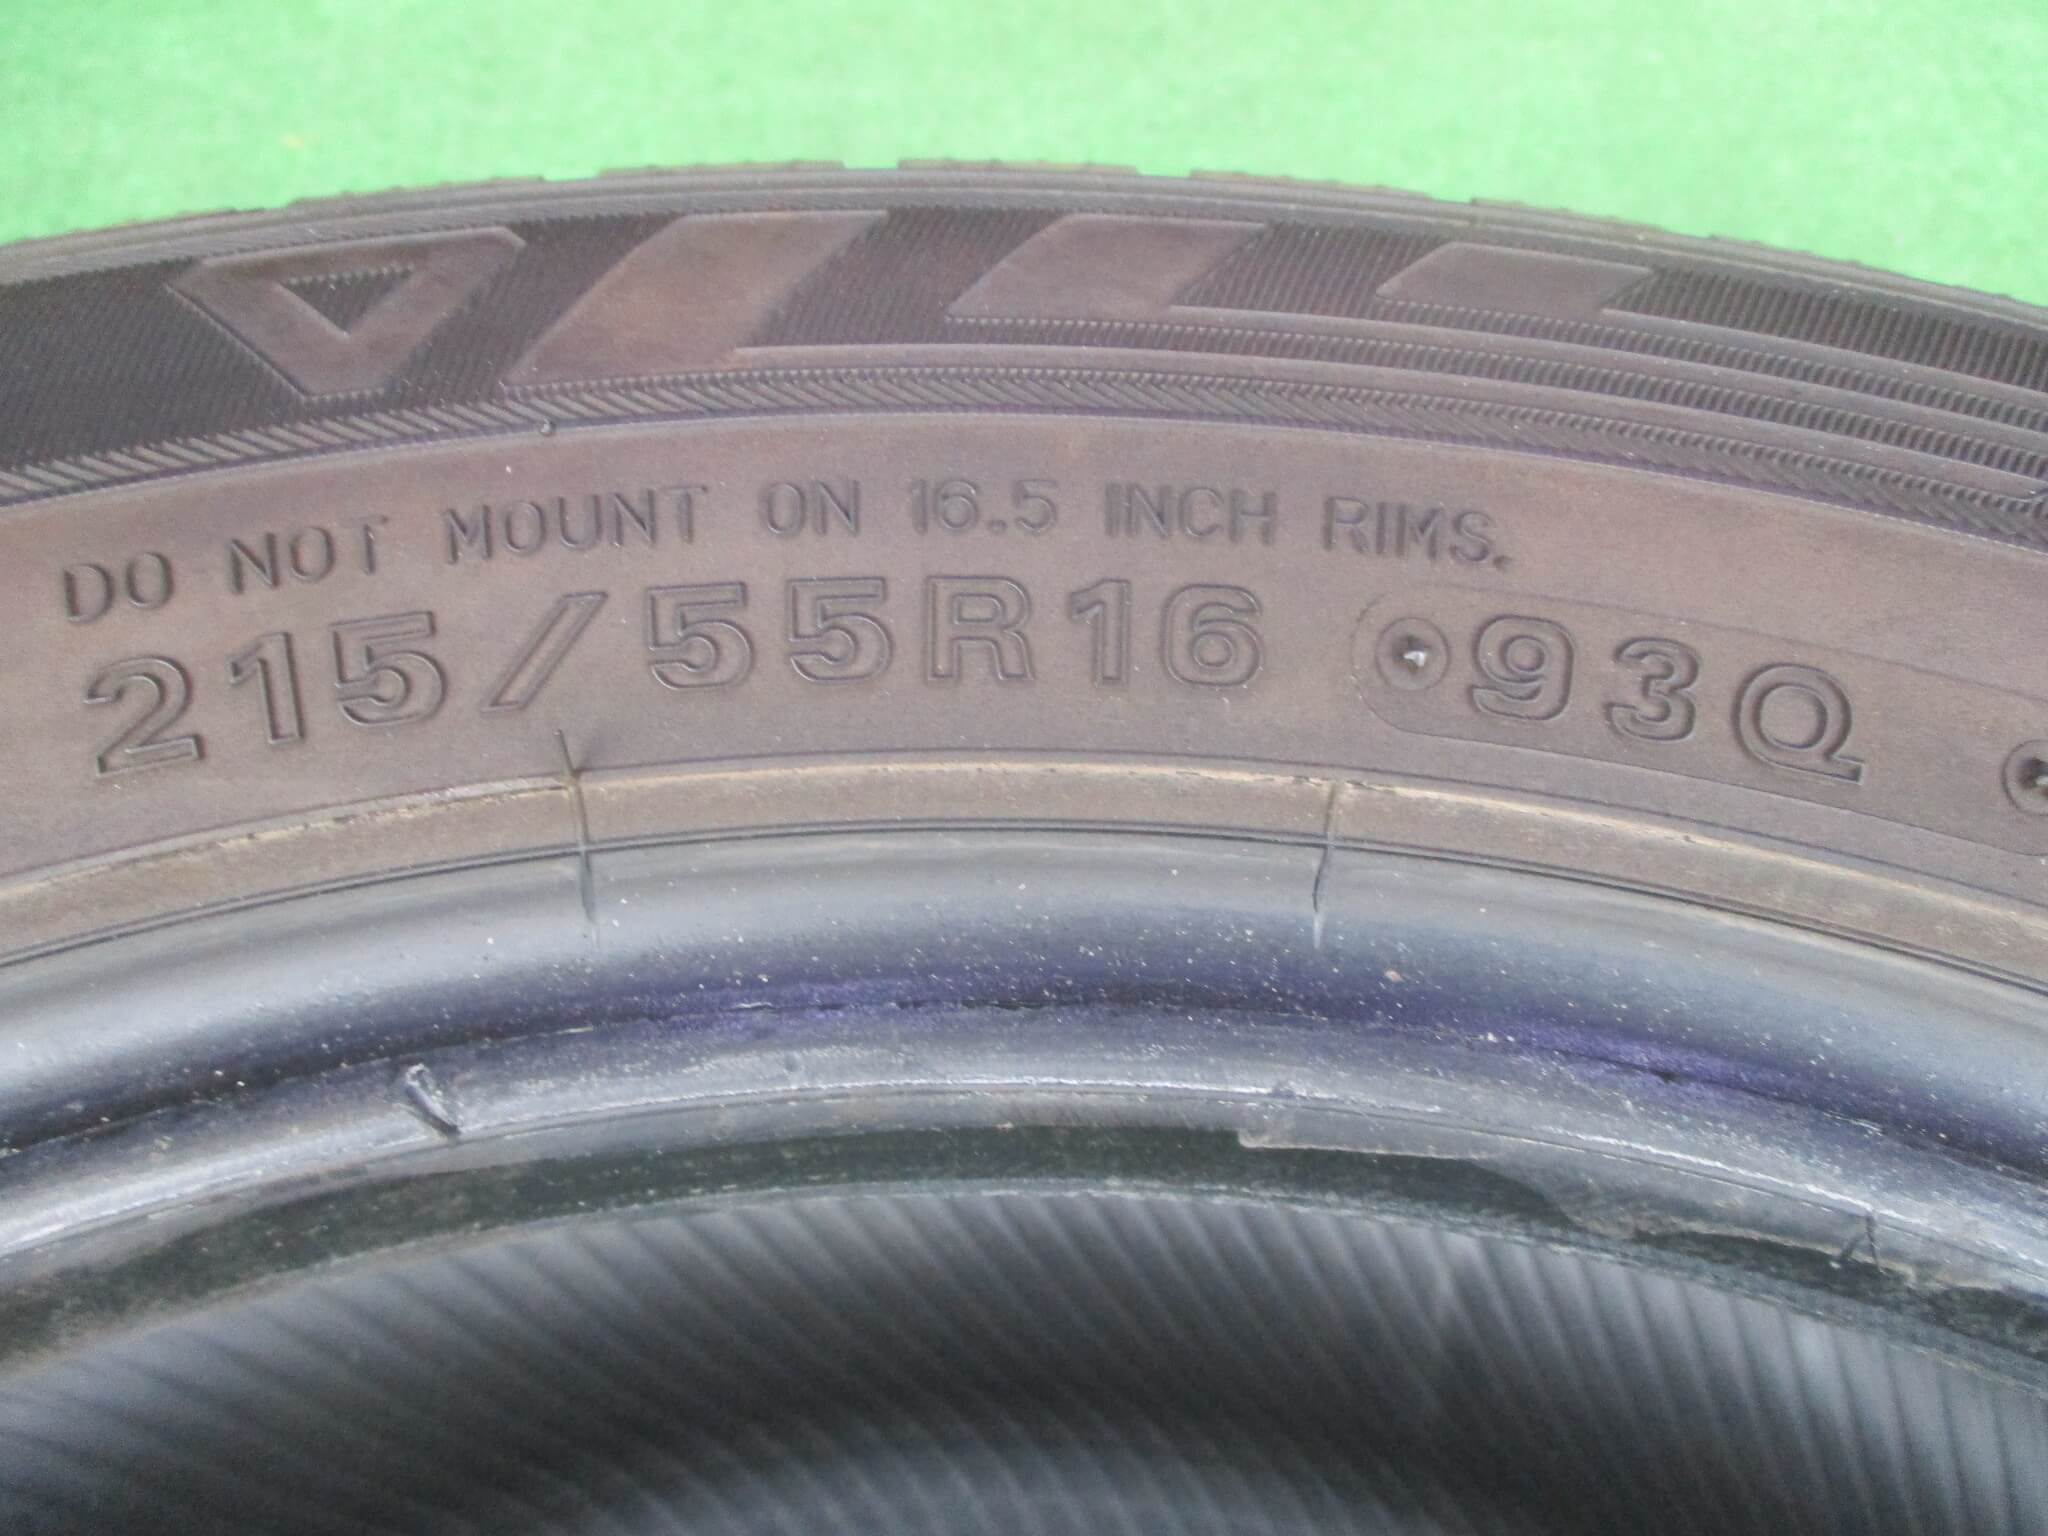 DO NOT MOUNT ON 16.5 INCH RIMS.
215/55R16 93Q